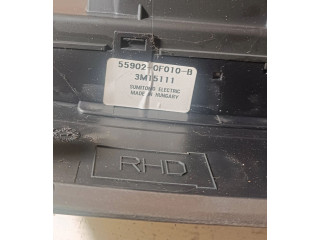 55902-0F010-B
3M15111
SUMITOMO ELECTRIC
MADE IN HUNGARY
RHD